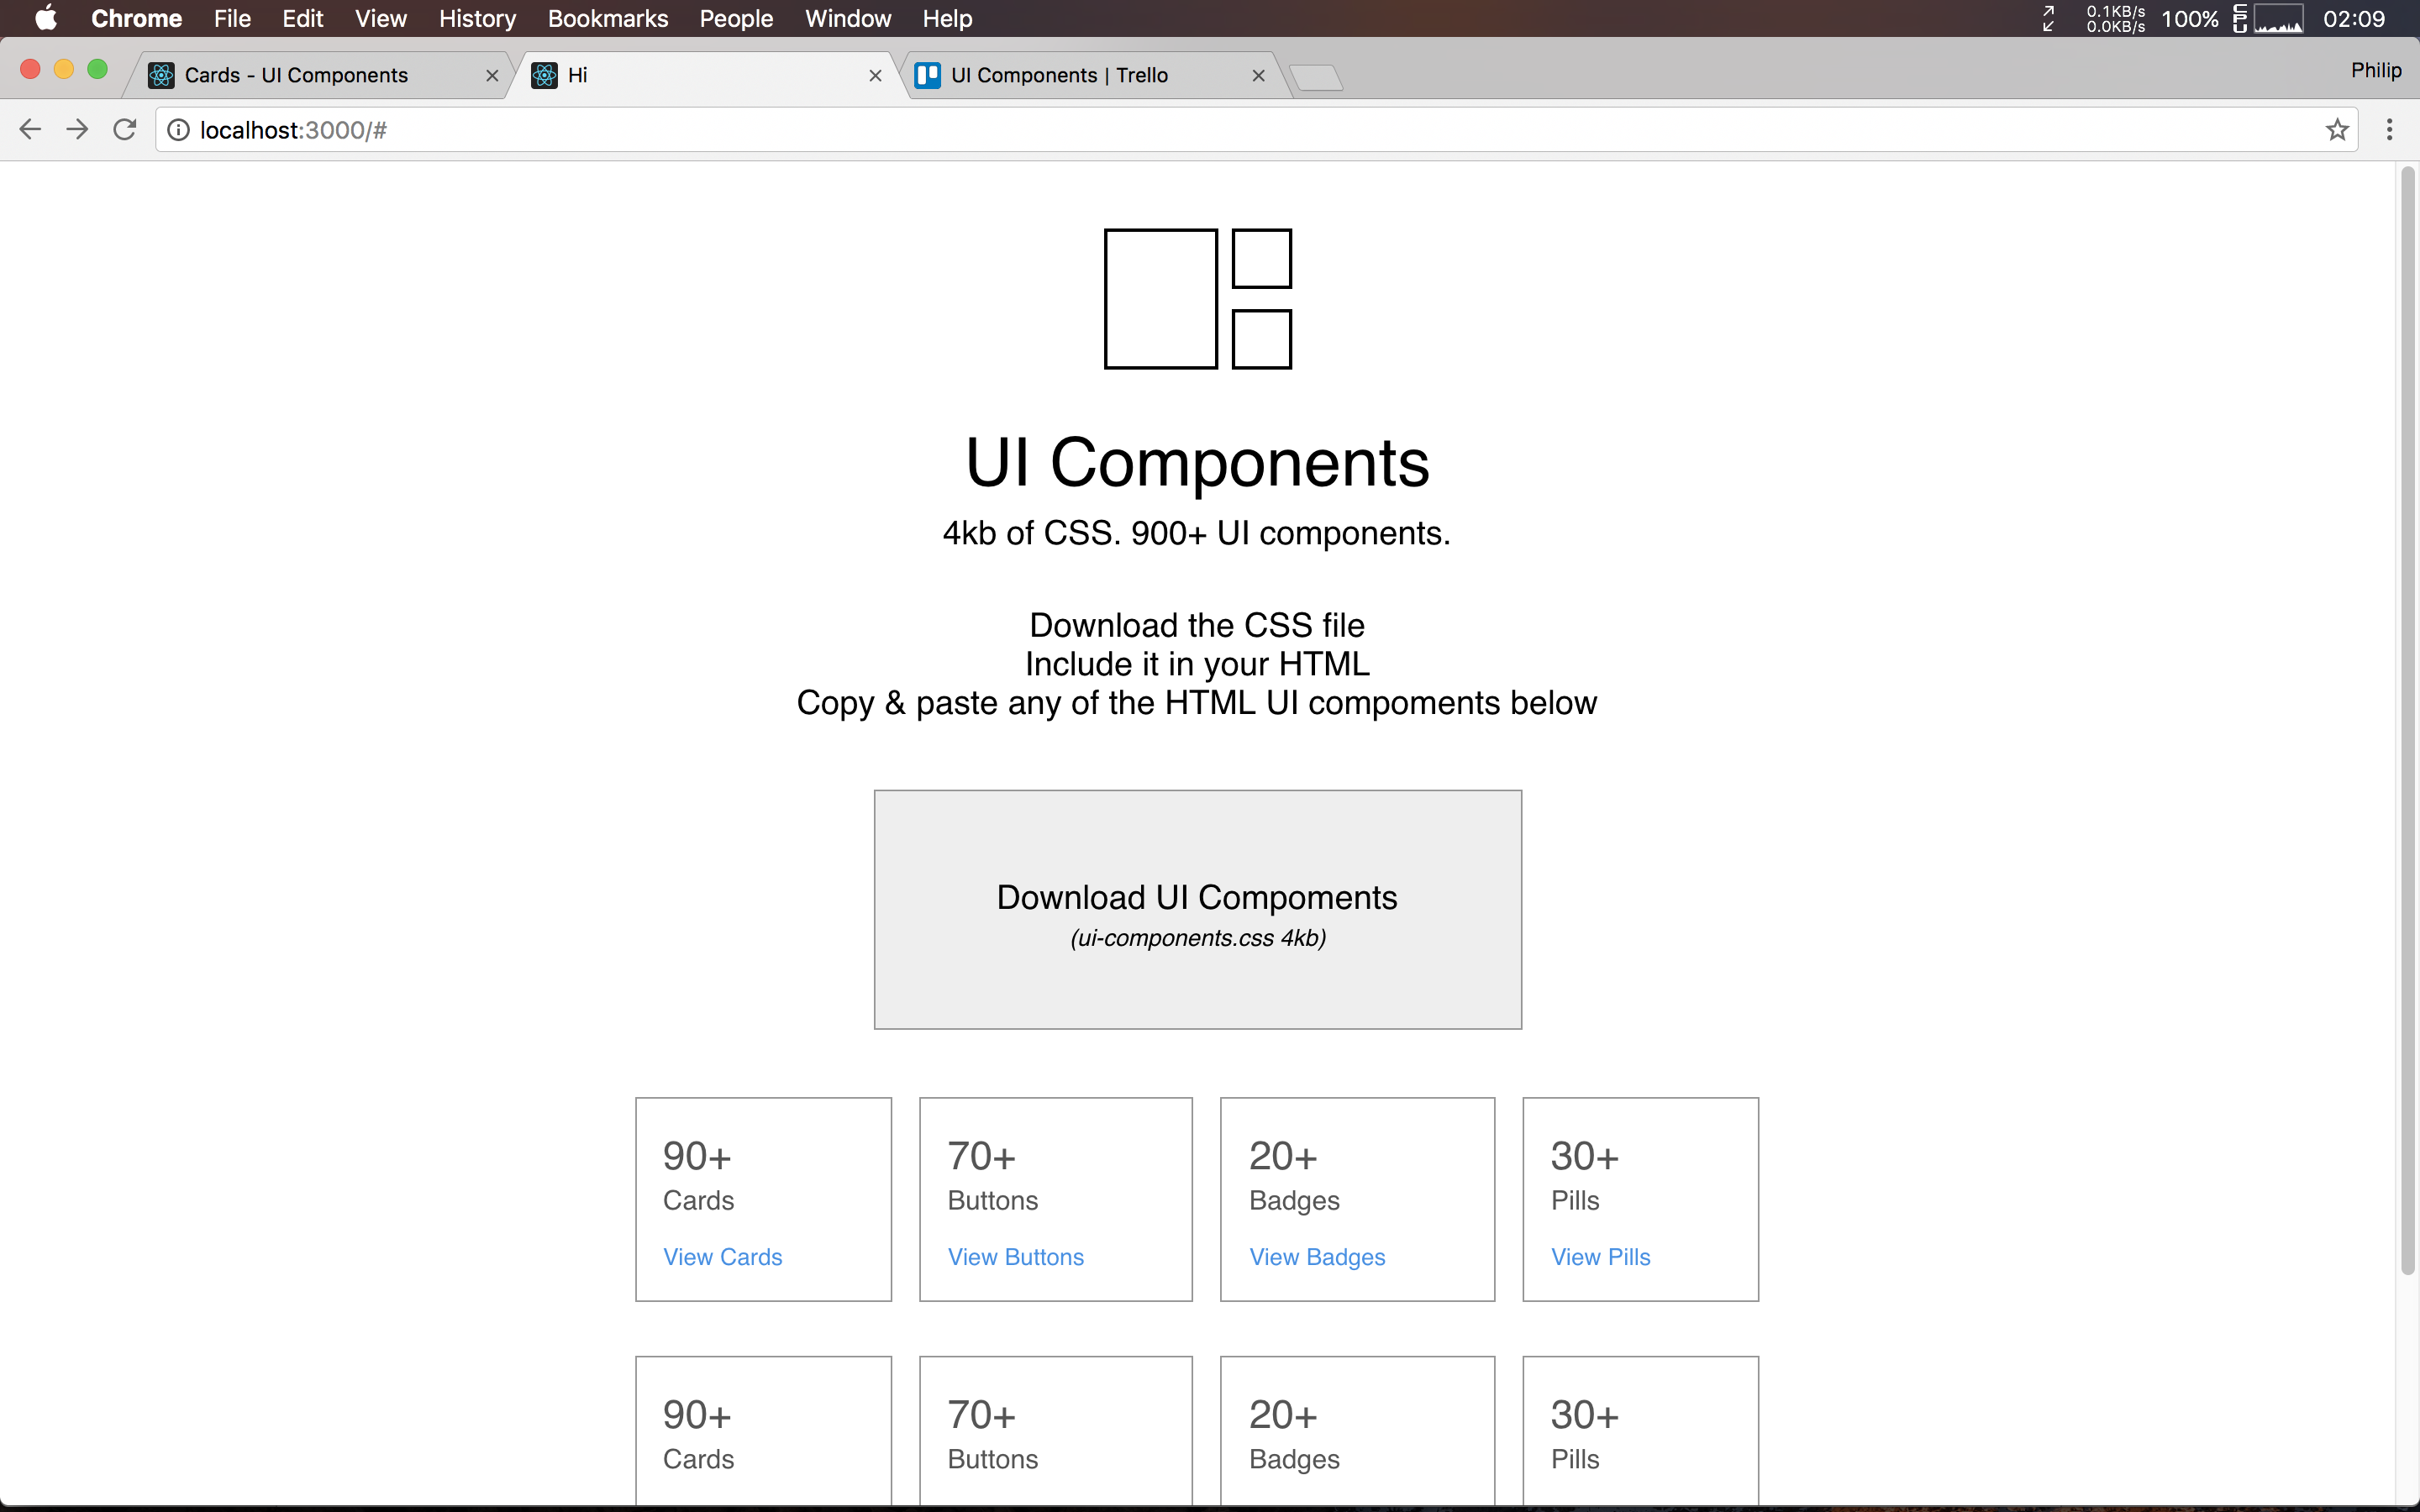 Chrome File Edit View History Bookmarks People Window Help 0.1KB/s 0.0KB/s 100% CPU 02:09
Cards - UI Components Hi UI Components | Trello Philip
localhost:3000/#
UI Components
4kb of CSS. 900+ UI components.
Download the CSS file
Include it in your HTML
Copy & paste any of the HTML UI compoments below
Download UI Compoments
(ui-components.css 4kb)
90+ 70+ 20+ 30+
Cards Buttons Badges Pills
View Cards View Buttons View Badges View Pills
90+ 70+ 20+ 30+
Cards Buttons Badges Pills